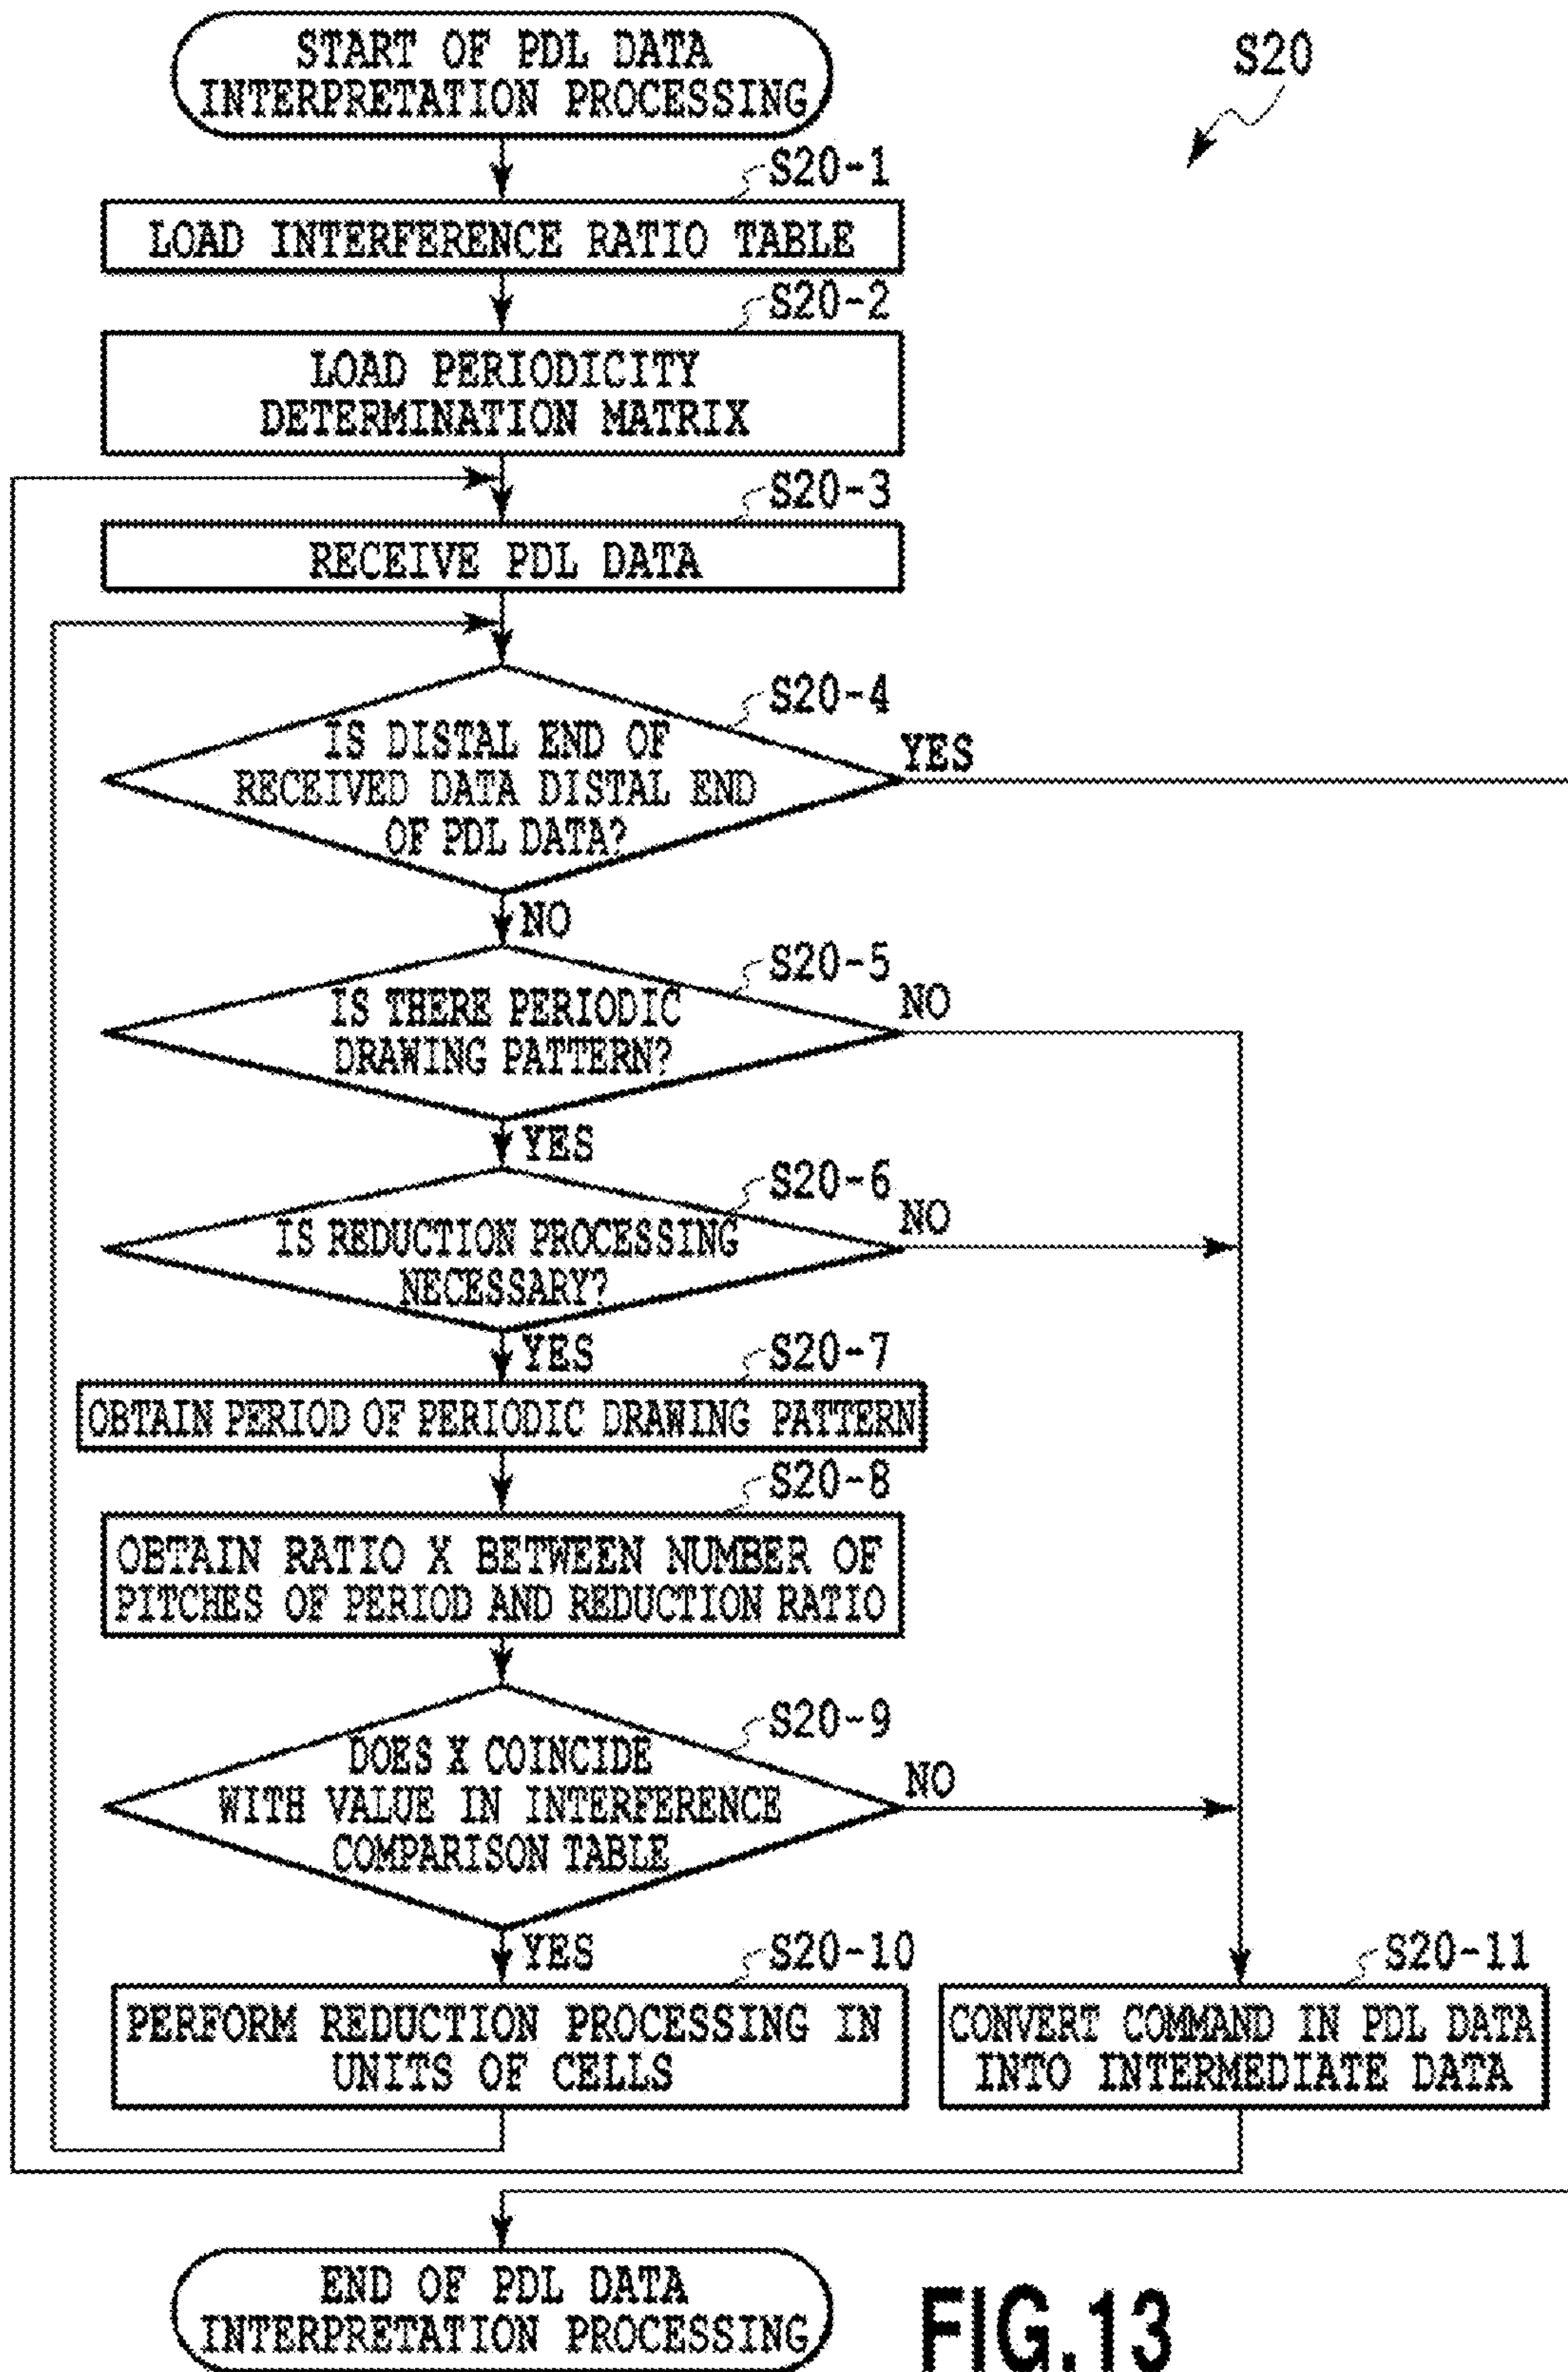 START OF PDL DATA
INTERPRETATION PROCESSING
S20
S20-1
LOAD INTERFERENCE RATIO TABLE
S20-2
LOAD PERIODICITY
DETERMINATION MATRIX
S20-3
RECEIVE PDL DATA
S20-4
IS DISTAL END OF
RECEIVED DATA DISTAL END
OF PDL DATA?
YES
NO
S20-5
IS THERE PERIODIC
DRAWING PATTERN?
NO
YES
S20-6
IS REDUCTION PROCESSING
NECESSARY?
NO
YES
S20-7
OBTAIN PERIOD OF PERIODIC DRAWING PATTERN
S20-8
OBTAIN RATIO X BETWEEN NUMBER OF
PITCHES OF PERIOD AND REDUCTION RATIO
S20-9
DOES X COINCIDE
WITH VALUE IN INTERFERENCE
COMPARISON TABLE
NO
YES
S20-10
PERFORM REDUCTION PROCESSING IN
UNITS OF CELLS
S20-11
CONVERT COMMAND IN PDL DATA
INTO INTERMEDIATE DATA
END OF PDL DATA
INTERPRETATION PROCESSING
FIG.13